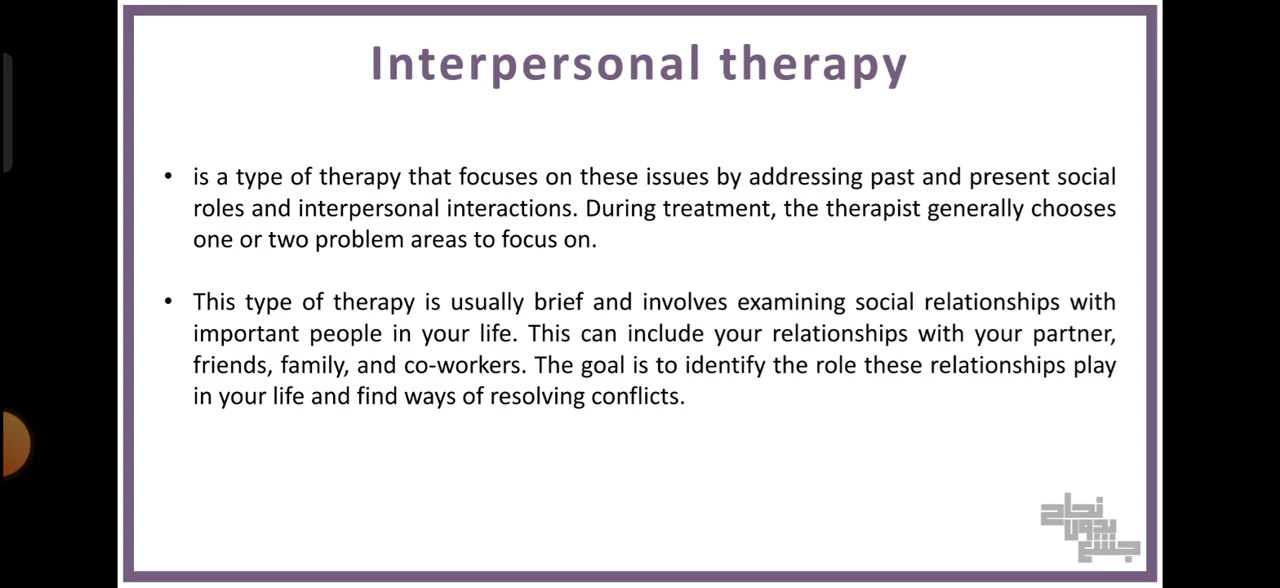 Interpersonal therapy
• is a type of therapy that focuses on these issues by addressing past and present social
roles and interpersonal interactions. During treatment, the therapist generally chooses
one or two problem areas to focus on.
• This type of therapy is usually brief and involves examining social relationships with
important people in your life. This can include your relationships with your partner,
friends, family, and co-workers. The goal is to identify the role these relationships play
in your life and find ways of resolving conflicts.
نجاح
بدون
جشع